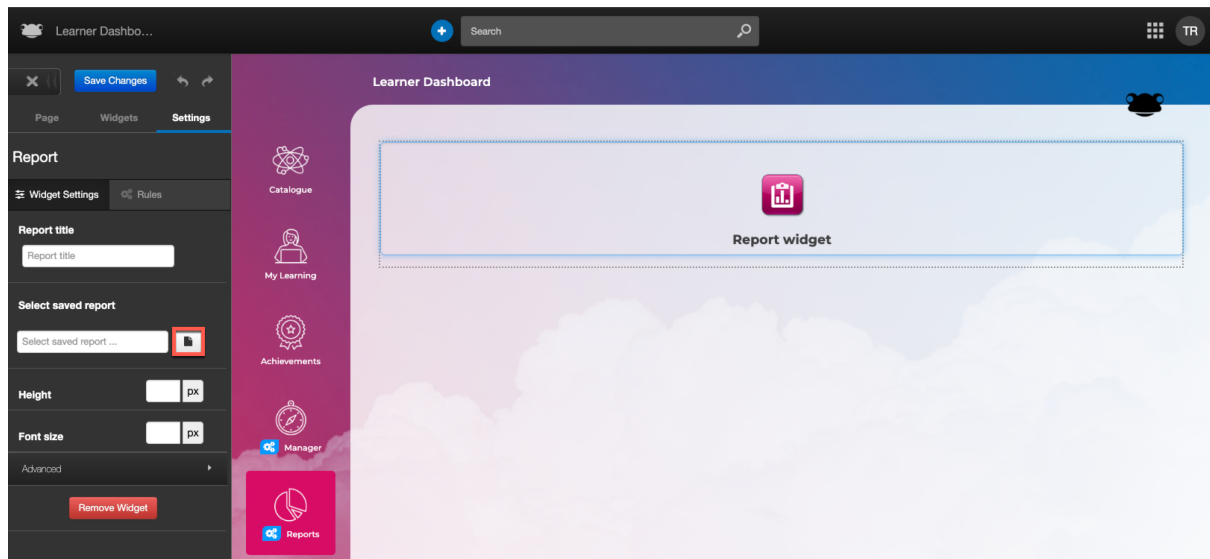 Learner Dashbo...
Search
TR
Save Changes
Page Widgets Settings
Report
Widget Settings Rules
Report title
Report title
Select saved report
Select saved report ...
Height px
Font size px
Advanced
Remove Widget
Learner Dashboard
Catalogue
My Learning
Achievements
Manager
Reports
Report widget